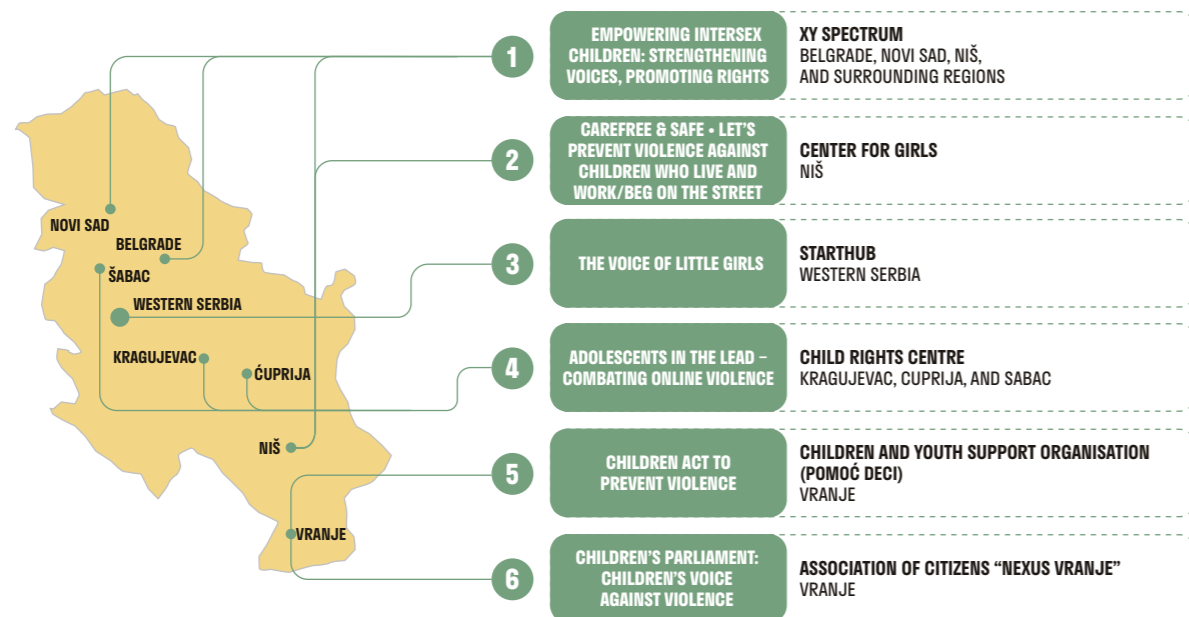 1
EMPOWERING INTERSEX
CHILDREN: STRENGTHENING
VOICES, PROMOTING RIGHTS
XY SPECTRUM
BELGRADE, NOVI SAD, NIŠ,
AND SURROUNDING REGIONS
2
CAREFREE & SAFE • LET'S
PREVENT VIOLENCE AGAINST
CHILDREN WHO LIVE AND
WORK/BEG ON THE STREET
CENTER FOR GIRLS
NIŠ
3
THE VOICE OF LITTLE GIRLS
STARTHUB
WESTERN SERBIA
4
ADOLESCENTS IN THE LEAD –
COMBATING ONLINE VIOLENCE
CHILD RIGHTS CENTRE
KRAGUJEVAC, CUPRIJA, AND SABAC
5
CHILDREN ACT TO
PREVENT VIOLENCE
CHILDREN AND YOUTH SUPPORT ORGANISATION
(POMOĆ DECI)
VRANJE
6
CHILDREN'S PARLIAMENT:
CHILDREN'S VOICE
AGAINST VIOLENCE
ASSOCIATION OF CITIZENS “NEXUS VRANJE”
VRANJE
NOVI SAD
BELGRADE
ŠABAC
WESTERN SERBIA
KRAGUJEVAC
ĆUPRIJA
NIŠ
VRANJE